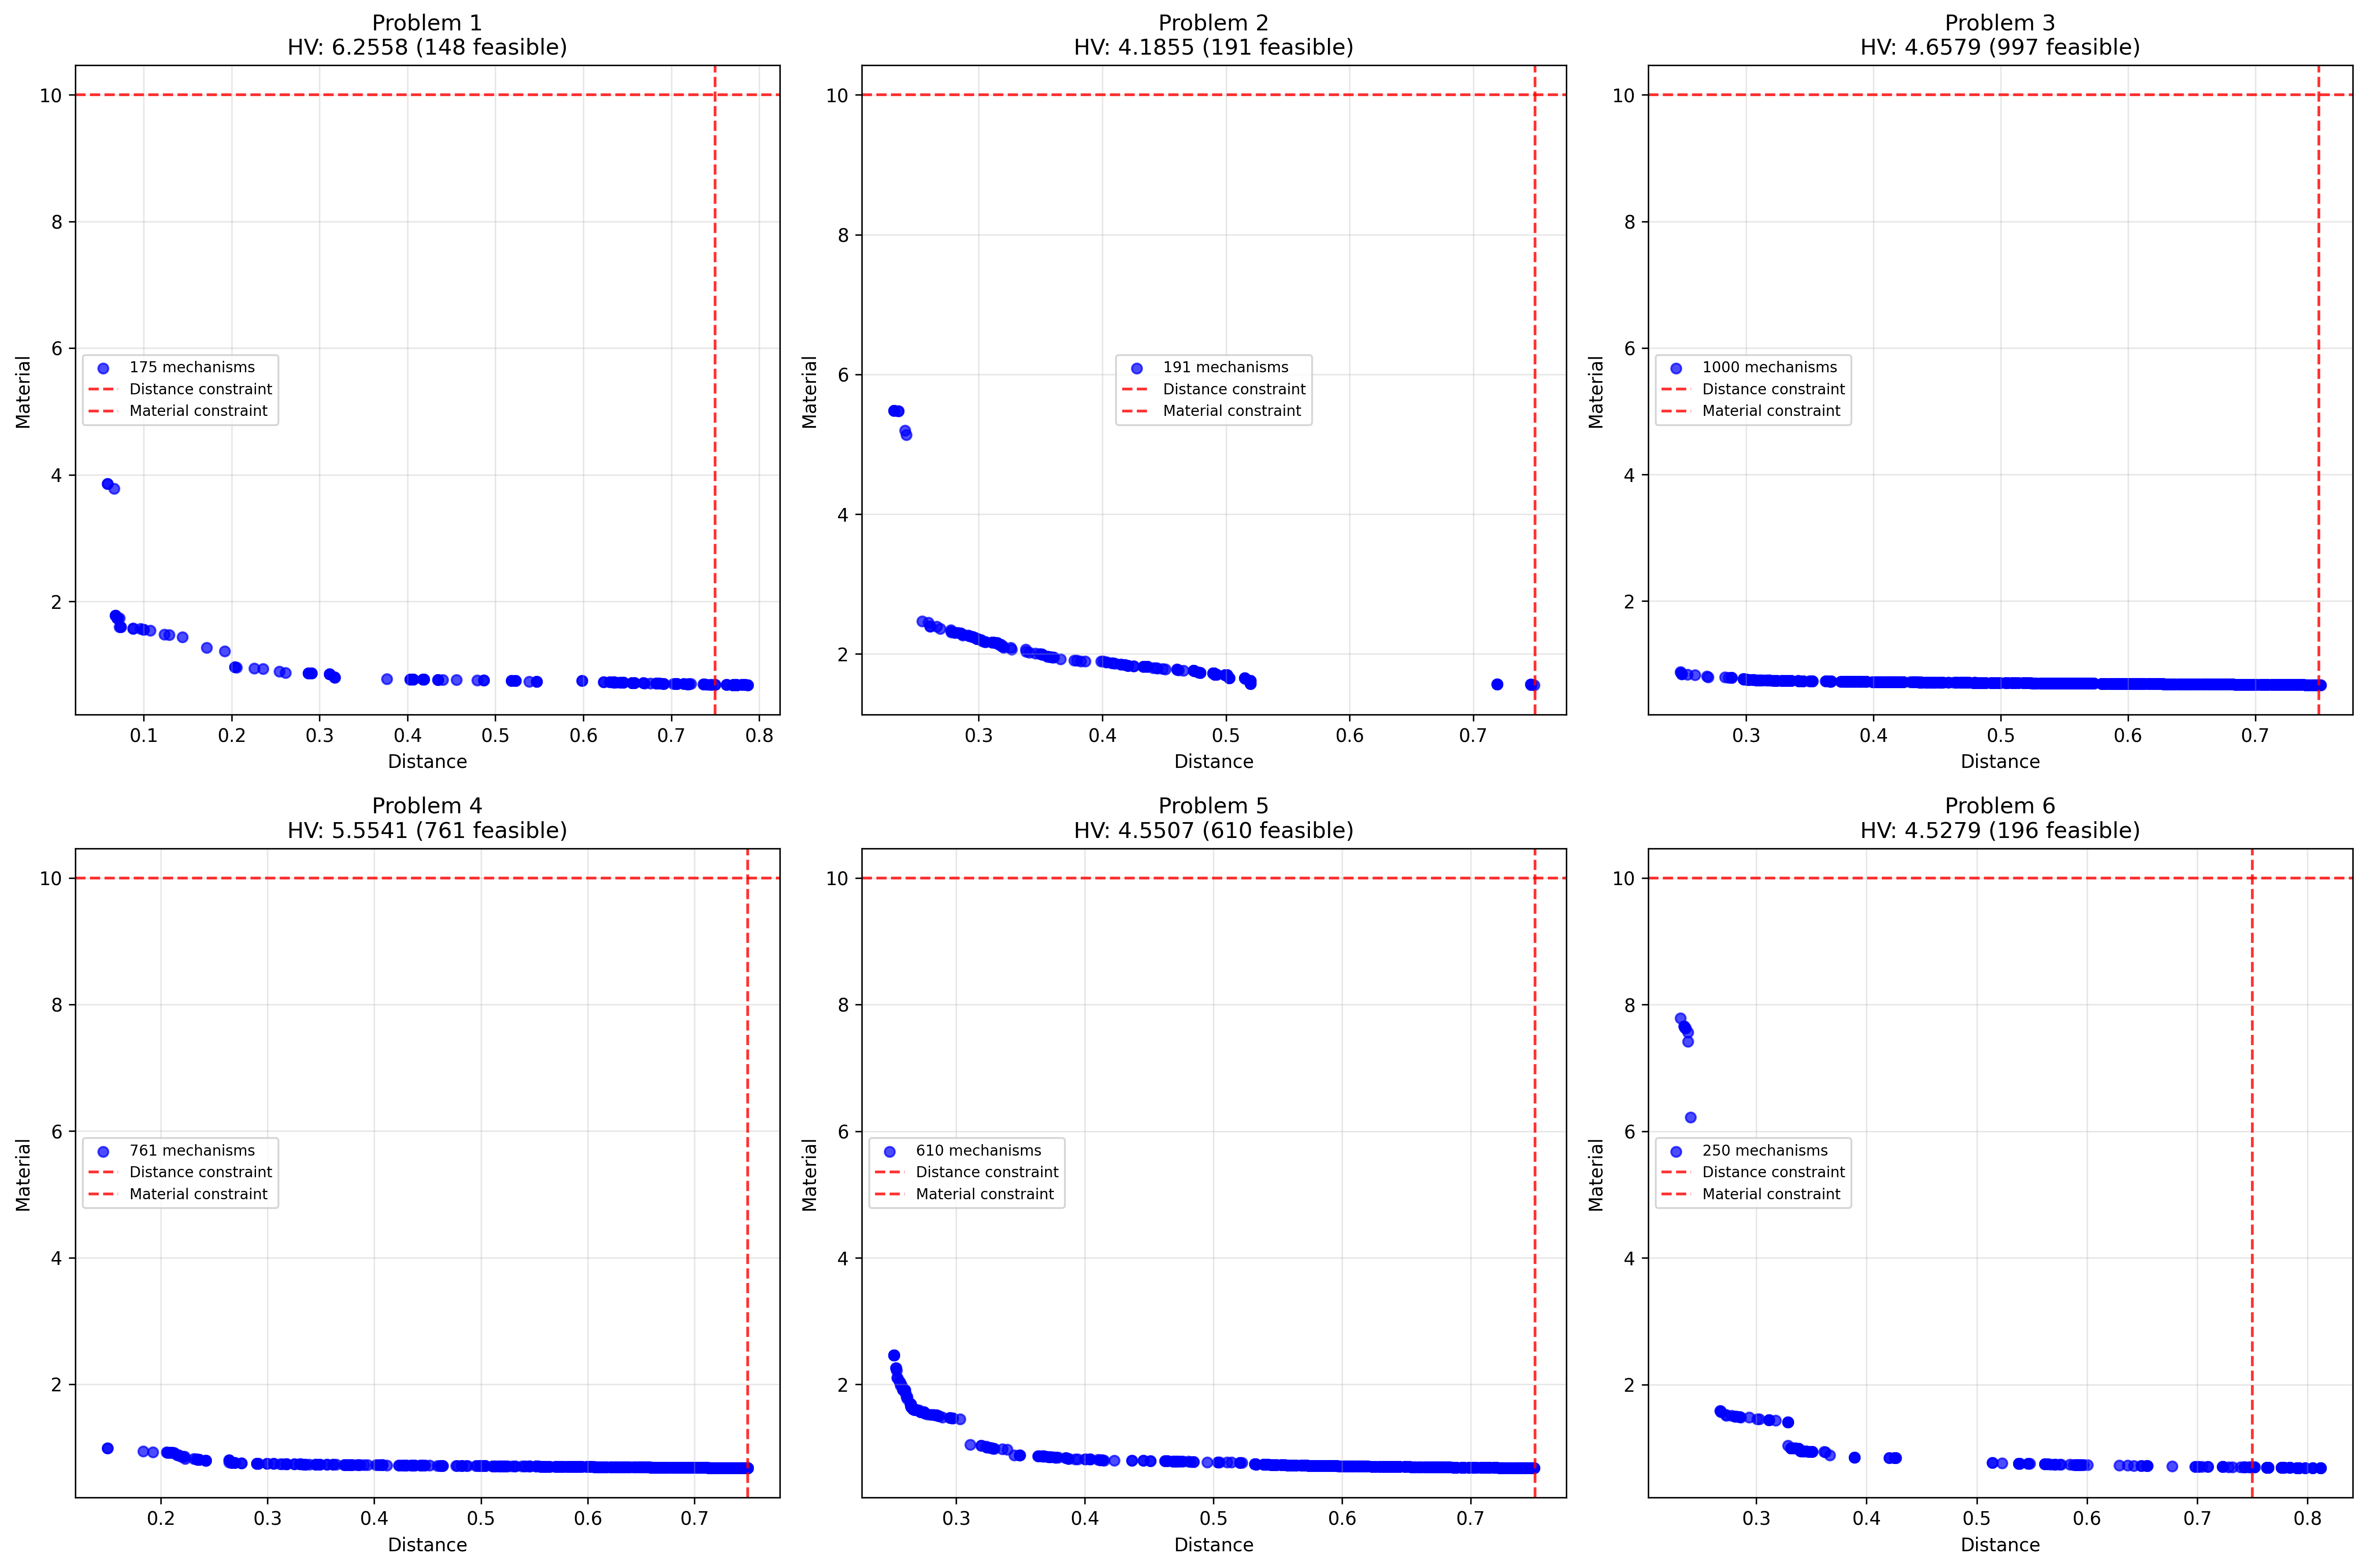 Problem 1
HV: 6.2558 (148 feasible)
10
8
6
4
2
Material
175 mechanisms
Distance constraint
Material constraint
0.1 0.2 0.3 0.4 0.5 0.6 0.7 0.8
Distance
Problem 2
HV: 4.1855 (191 feasible)
10
8
6
4
2
Material
191 mechanisms
Distance constraint
Material constraint
0.3 0.4 0.5 0.6 0.7
Distance
Problem 3
HV: 4.6579 (997 feasible)
10
8
6
4
2
Material
1000 mechanisms
Distance constraint
Material constraint
0.3 0.4 0.5 0.6 0.7
Distance
Problem 4
HV: 5.5541 (761 feasible)
10
8
6
4
2
Material
761 mechanisms
Distance constraint
Material constraint
0.2 0.3 0.4 0.5 0.6 0.7
Distance
Problem 5
HV: 4.5507 (610 feasible)
10
8
6
4
2
Material
610 mechanisms
Distance constraint
Material constraint
0.3 0.4 0.5 0.6 0.7
Distance
Problem 6
HV: 4.5279 (196 feasible)
10
8
6
4
2
Material
250 mechanisms
Distance constraint
Material constraint
0.3 0.4 0.5 0.6 0.7 0.8
Distance